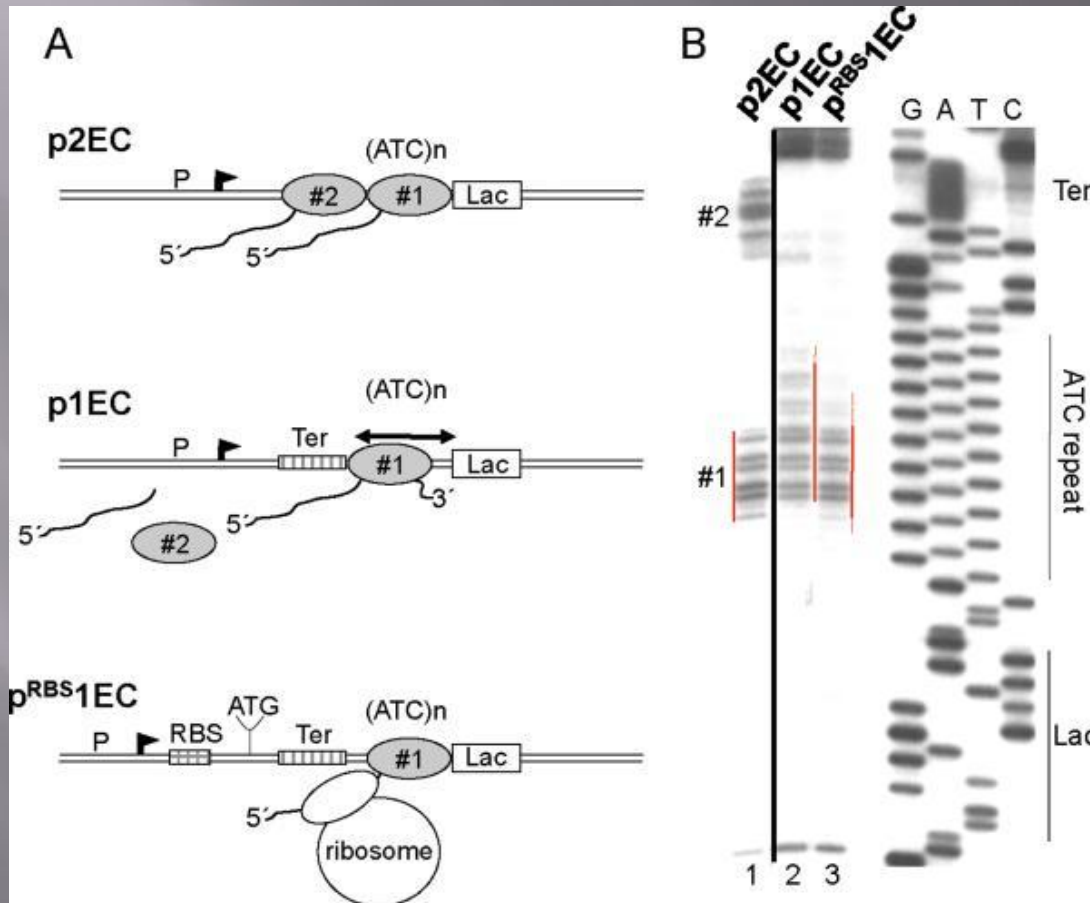 A
p2EC
(ATC)n
P
#2
#1
Lac
5´
5´
p1EC
(ATC)n
P
Ter
#1
Lac
3´
5´
5´
#2
pRBS1EC
ATG
(ATC)n
P
RBS
Ter
#1
Lac
5´
ribosome
B
p2EC
p1EC
pRBS1EC
G A T C
Ter
#2
ATC repeat
#1
Lac
1 2 3